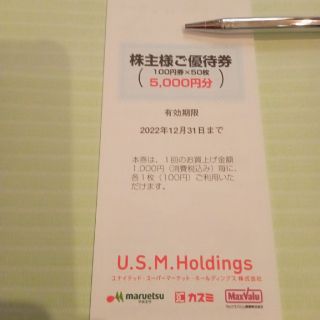 株主様ご優待券
(100円券×50枚)
5,000円分
有効期限
2022年12月31日まで
本券は、1回のお買上げ金額
1,000円（消費税込み）毎に、
各1枚（100円）ご利用いた
だけます。
U.S.M.Holdings
ユナイテッド・スーパーマーケット・ホールディングス株式会社
maruetsu カスミ MaxValu
マルエツ